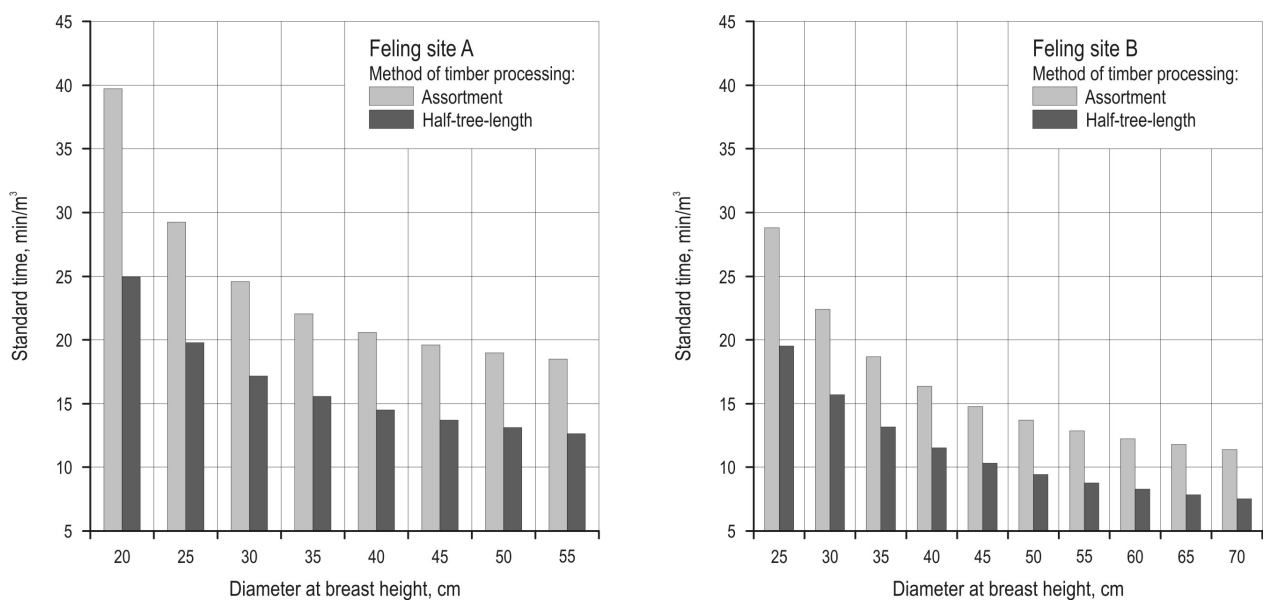 Feling site A
Method of timber processing:
Assortment
Half-tree-length
Standard time, min/m³
45
40
35
30
25
20
15
10
5
20 25 30 35 40 45 50 55
Diameter at breast height, cm
Feling site B
Method of timber processing:
Assortment
Half-tree-length
Standard time, min/m³
45
40
35
30
25
20
15
10
5
25 30 35 40 45 50 55 60 65 70
Diameter at breast height, cm